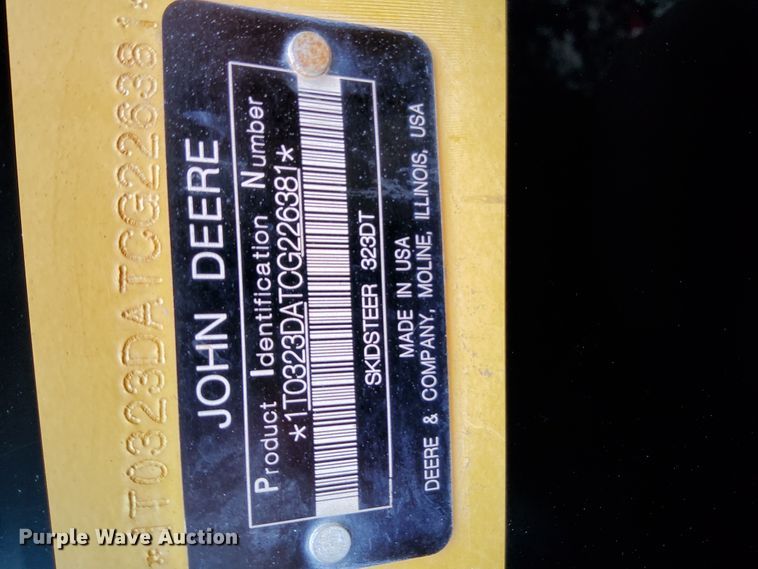 *1T0323DATCG226381*
JOHN DEERE
Product Identification Number
*1T0323DATCG226381*
SKIDSTEER 323DT
MADE IN USA
DEERE & COMPANY, MOLINE, ILLINOIS, USA
Purple Wave Auction